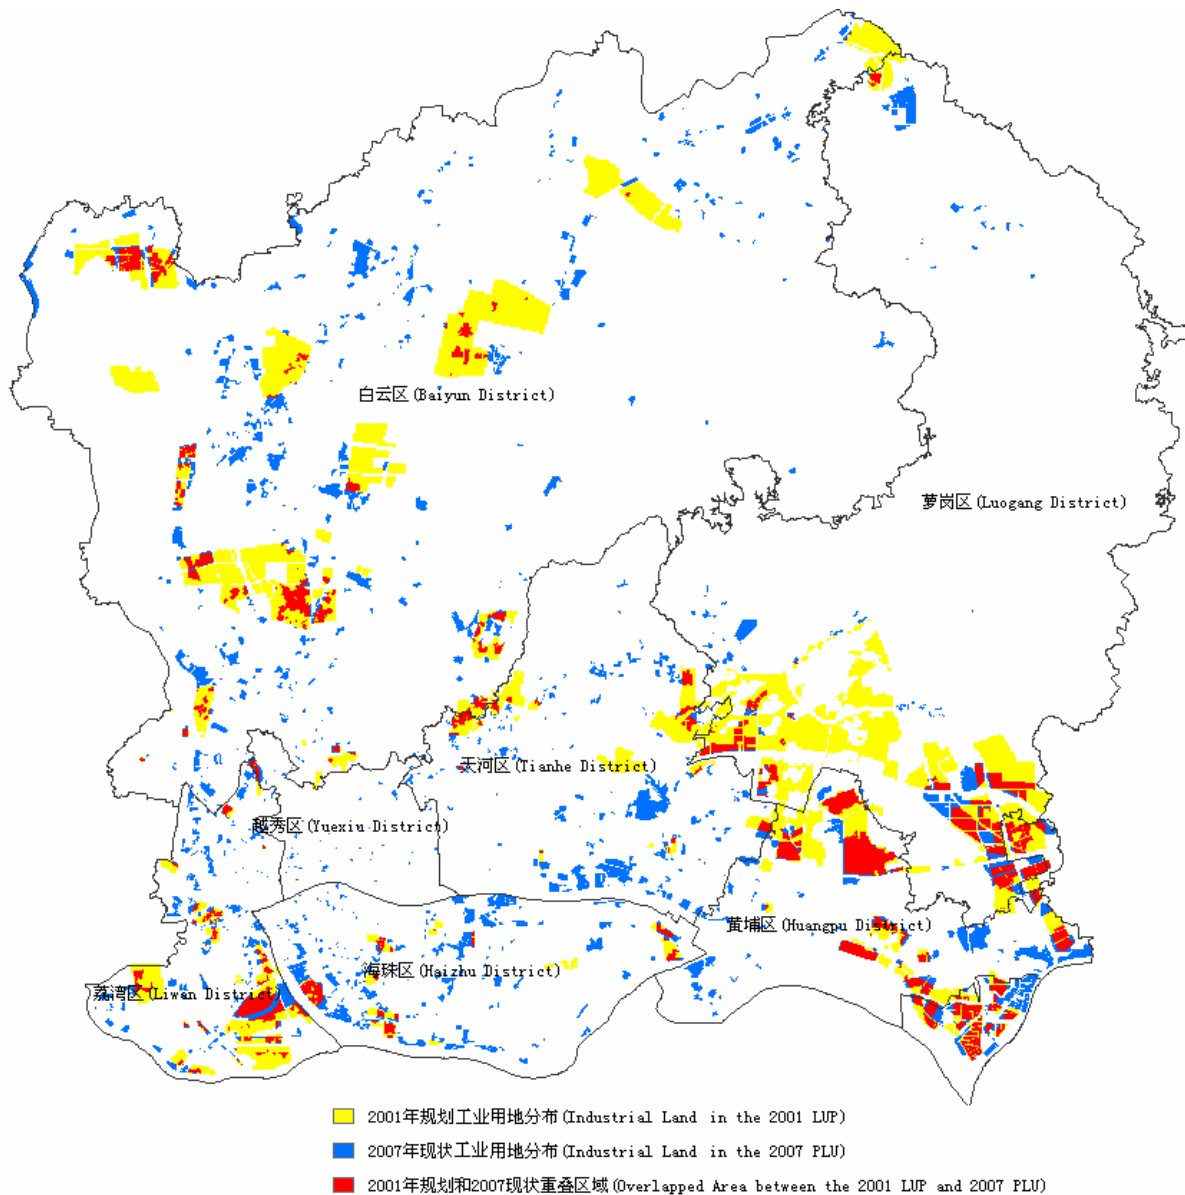 白云区(Baiyun District)
萝岗区(Luogang District)
天河区(Tianhe District)
越秀区(Yuexiu District)
黄埔区(Huangpu District)
海珠区(Haizhu District)
荔湾区(Liwan District)
2001年规划工业用地分布(Industrial Land in the 2001 LUP)
2007年现状工业用地分布(Industrial Land in the 2007 PLU)
2001年规划和2007现状重叠区域(Overlapped Area between the 2001 LUP and 2007 PLU)